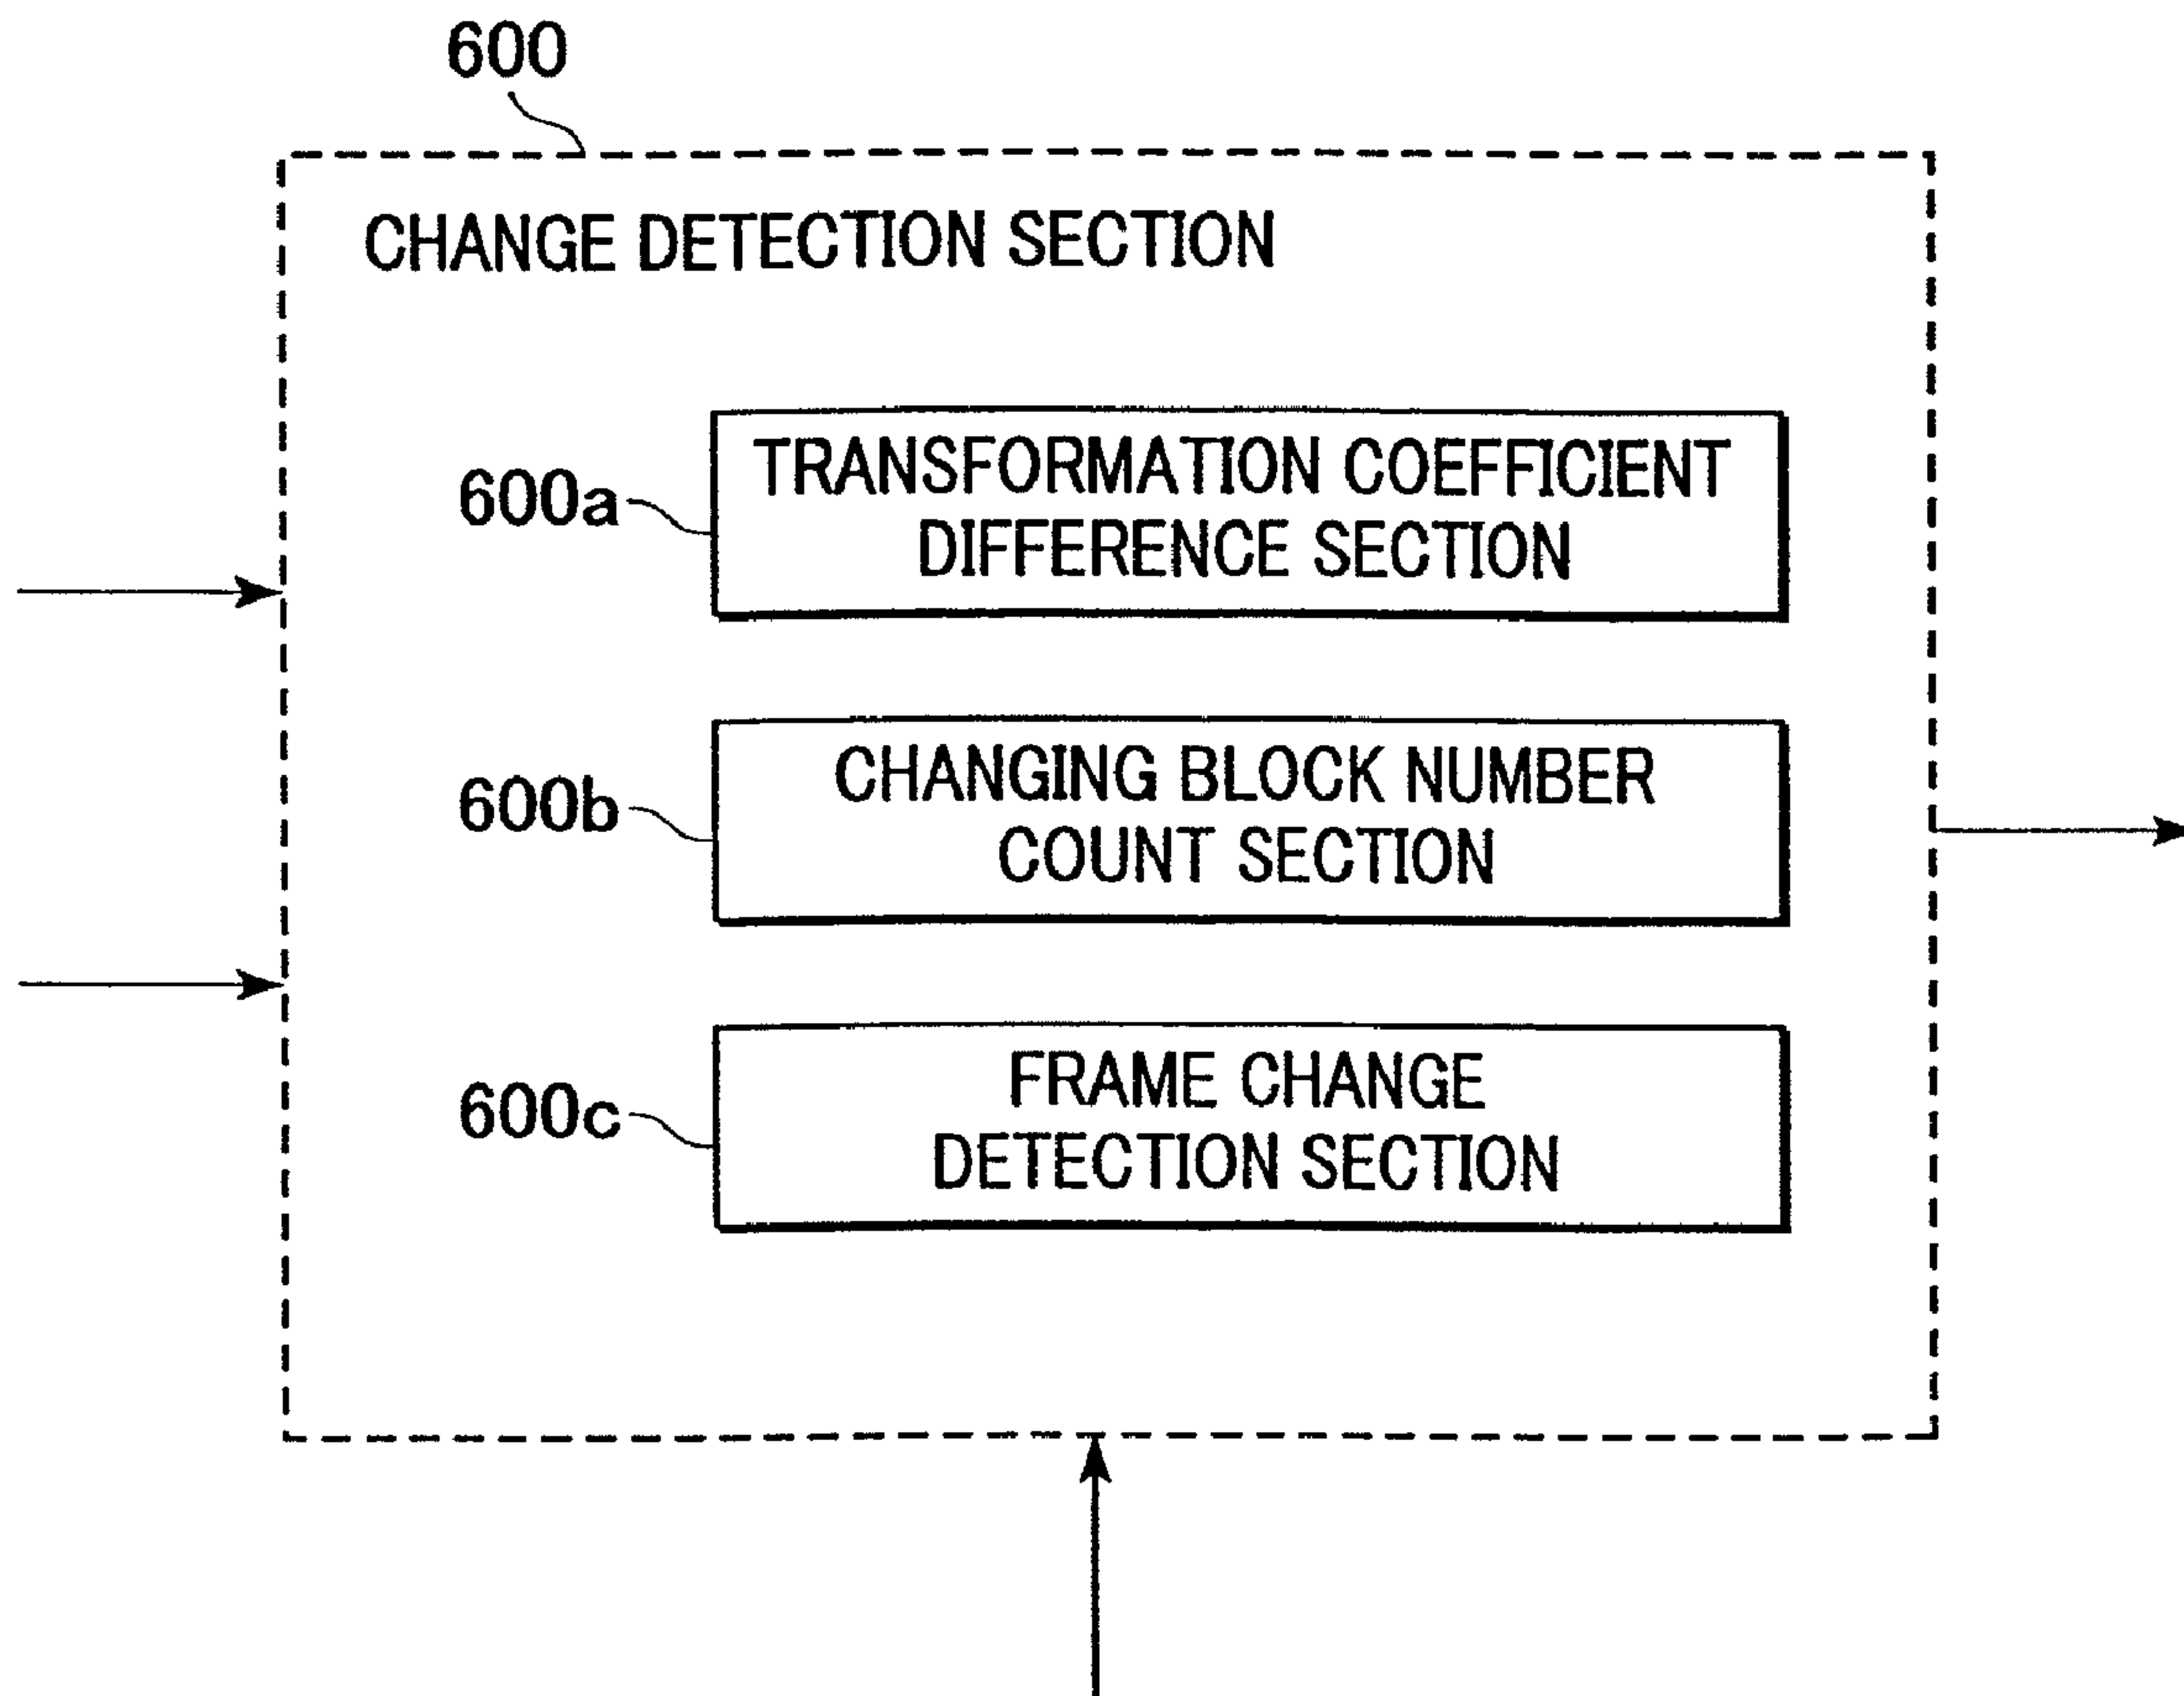 600
CHANGE DETECTION SECTION
600a
TRANSFORMATION COEFFICIENT
DIFFERENCE SECTION
600b
CHANGING BLOCK NUMBER
COUNT SECTION
600c
FRAME CHANGE
DETECTION SECTION